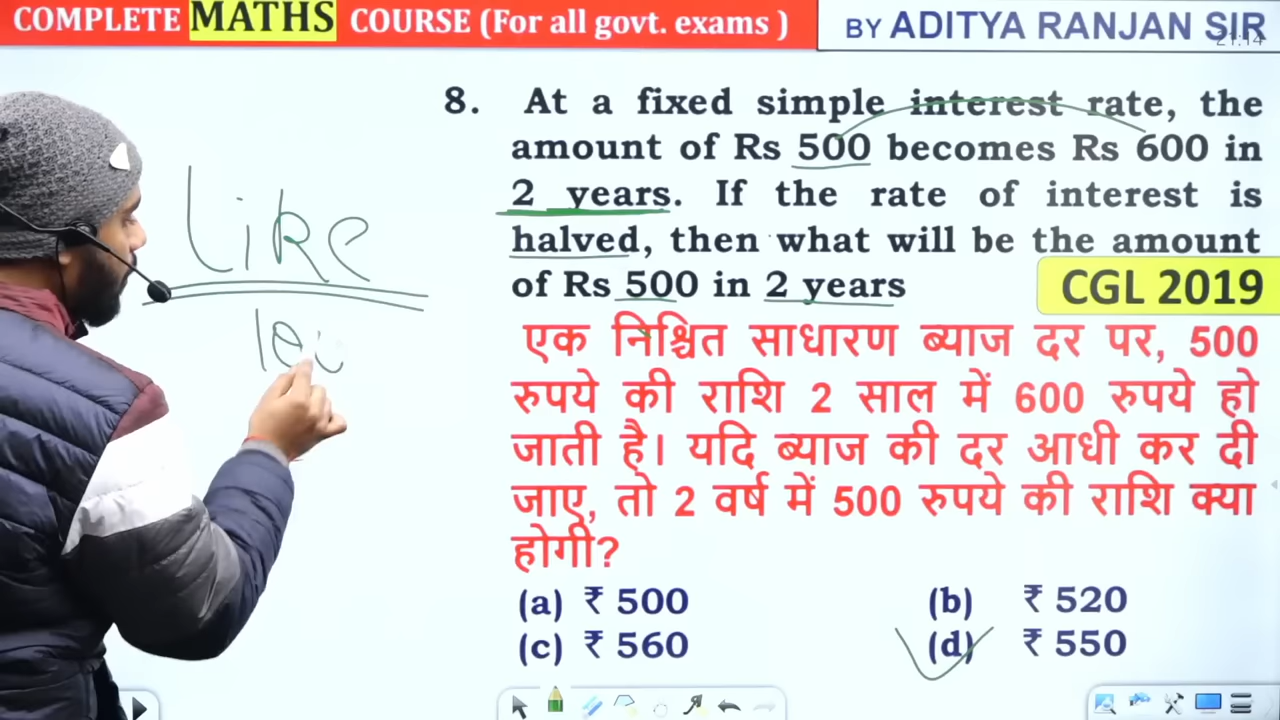 COMPLETE MATHS COURSE (For all govt. exams )
BY ADITYA RANJAN SIR
21:14
8. At a fixed simple interest rate, the
amount of Rs 500 becomes Rs 600 in
2 years. If the rate of interest is
halved, then what will be the amount
of Rs 500 in 2 years
CGL 2019
Like
एक निश्चित साधारण ब्याज दर पर, 500
रुपये की राशि 2 साल में 600 रुपये हो
जाती है। यदि ब्याज की दर आधी कर दी
जाए, तो 2 वर्ष में 500 रुपये की राशि क्या
होगी?
(a) ₹ 500
(b) ₹ 520
(c) ₹ 560
(d) ₹ 550